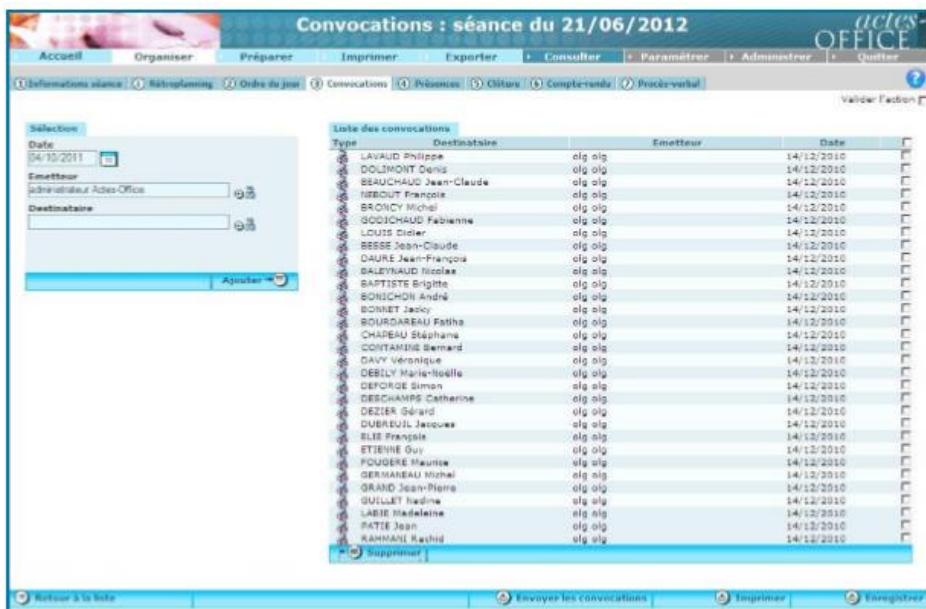 Convocations : séance du 21/06/2012
actes-OFFICE
Accueil Organiser Préparer Imprimer Exporter Consulter Paramétrer Administrer Quitter
1 Informations séance 2 Rétroplanning 2 Ordre du jour 3 Convocations 4 Présences 5 Clôture 6 Compte-rendu 7 Procès-verbal
?
Valider l'action
Sélection
Date
04/10/2011
Emetteur
administrateur Actes-Office
Destinataire
Ajouter
Liste des convocations
Type Destinataire Emetteur Date
LAVAUD Philippe olg olg 14/12/2010
DOLIMONT Denis olg olg 14/12/2010
BEAUCHAUD Jean-Claude olg olg 14/12/2010
NEBOUT François olg olg 14/12/2010
BRONCY Michel olg olg 14/12/2010
GODICHAUD Fabienne olg olg 14/12/2010
LOUIS Didier olg olg 14/12/2010
BESSE Jean-Claude olg olg 14/12/2010
DAURE Jean-François olg olg 14/12/2010
BALEYNAUD Nicolas olg olg 14/12/2010
BAPTISTE Brigitte olg olg 14/12/2010
BONICHON André olg olg 14/12/2010
BONNET Jacky olg olg 14/12/2010
BOURDAREAU Fatiha olg olg 14/12/2010
CHAPEAU Stéphane olg olg 14/12/2010
CONTAMINE Bernard olg olg 14/12/2010
DAVY Véronique olg olg 14/12/2010
DEBILY Marie-Noëlle olg olg 14/12/2010
DEFORGE Simon olg olg 14/12/2010
DESCHAMPS Catherine olg olg 14/12/2010
DEZIER Gérard olg olg 14/12/2010
DUBREUIL Jacques olg olg 14/12/2010
ELIE François olg olg 14/12/2010
ETIENNE Guy olg olg 14/12/2010
FOUGERE Maurice olg olg 14/12/2010
GERMANEAU Michel olg olg 14/12/2010
GRAND Jean-Pierre olg olg 14/12/2010
GUILLET Nadine olg olg 14/12/2010
LABIE Madeleine olg olg 14/12/2010
PATIE Jean olg olg 14/12/2010
RAHMANI Rachid olg olg 14/12/2010
Supprimer
Retour à la liste Envoyer les convocations Imprimer Enregistrer